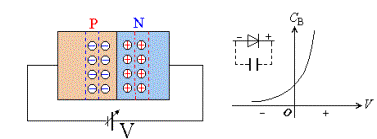 P N
⊖ ⊖ ⊕ ⊕
⊖ ⊖ ⊕ ⊕
⊖ ⊖ ⊕ ⊕
⊖ ⊖ ⊕ ⊕
V
C_B
− +
O V
− +